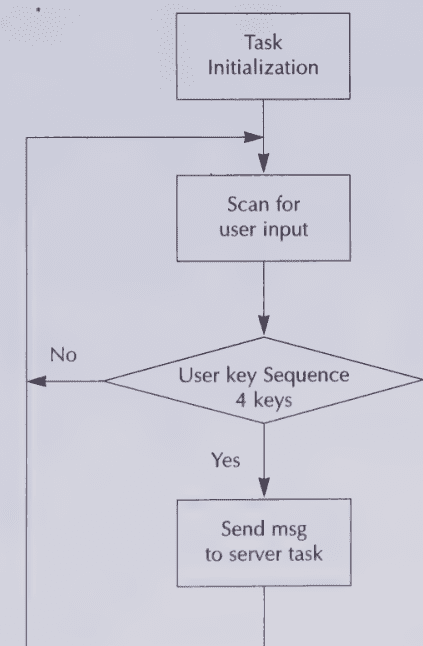 Task
Initialization
Scan for
user input
No
User key Sequence
4 keys
Yes
Send msg
to server task